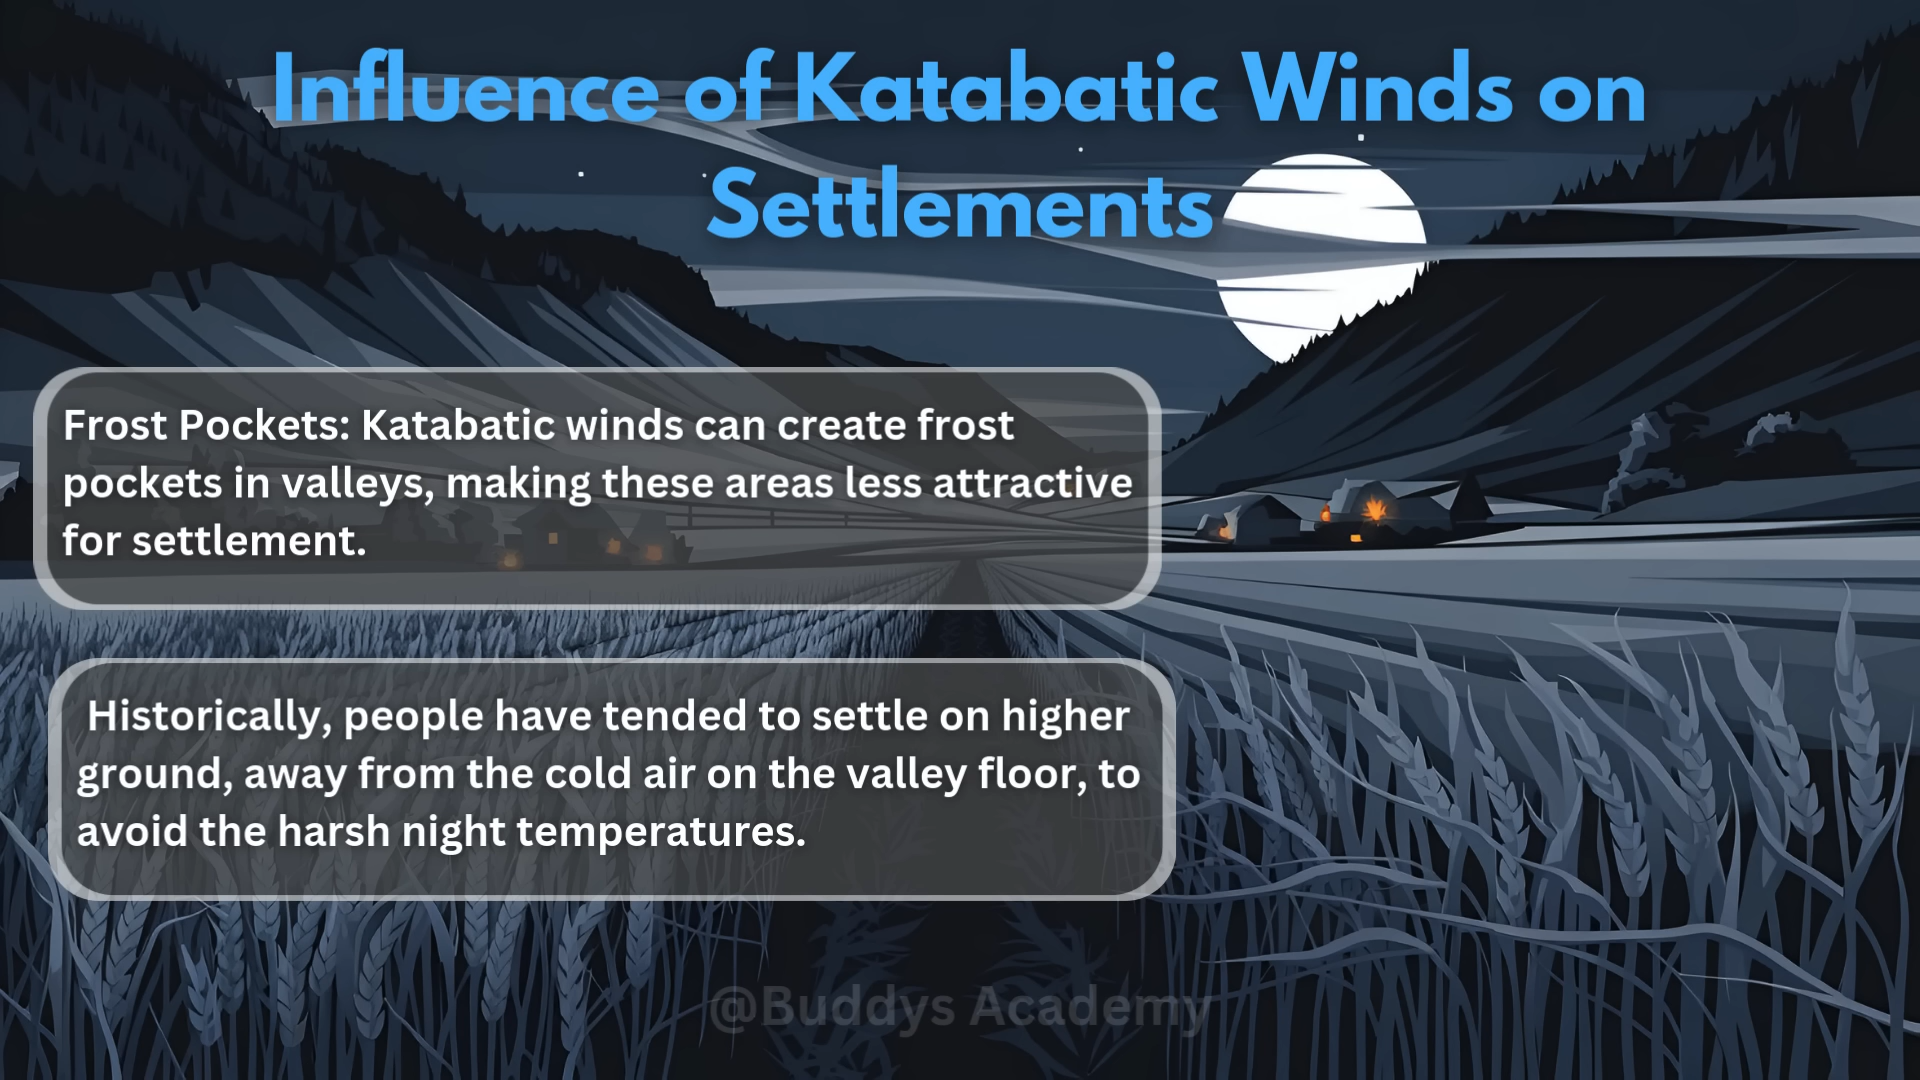 Influence of Katabatic Winds on
Settlements
Frost Pockets: Katabatic winds can create frost
pockets in valleys, making these areas less attractive
for settlement.
Historically, people have tended to settle on higher
ground, away from the cold air on the valley floor, to
avoid the harsh night temperatures.
@Buddys Academy